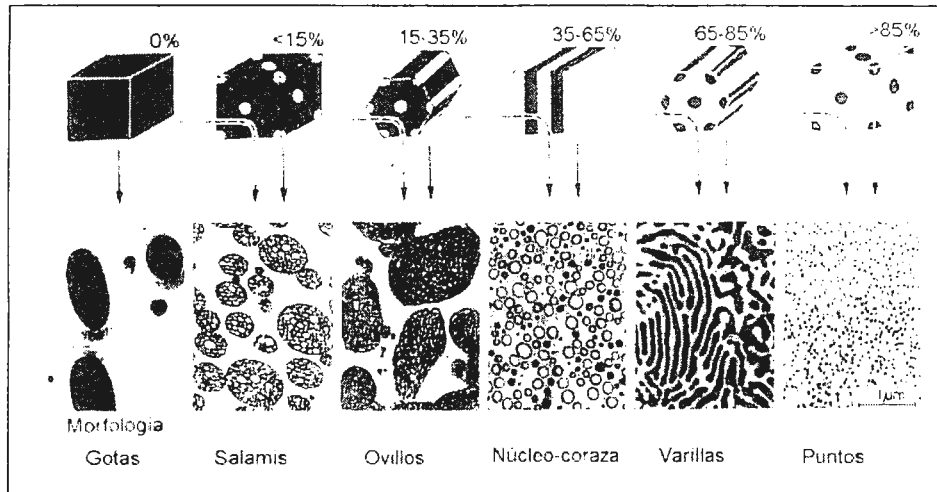 0% <15% 15-35% 35-65% 65-85% >85%
1µm
Morfologia
Gotas Salamis Ovillos Núcleo-coraza Varillas Puntos